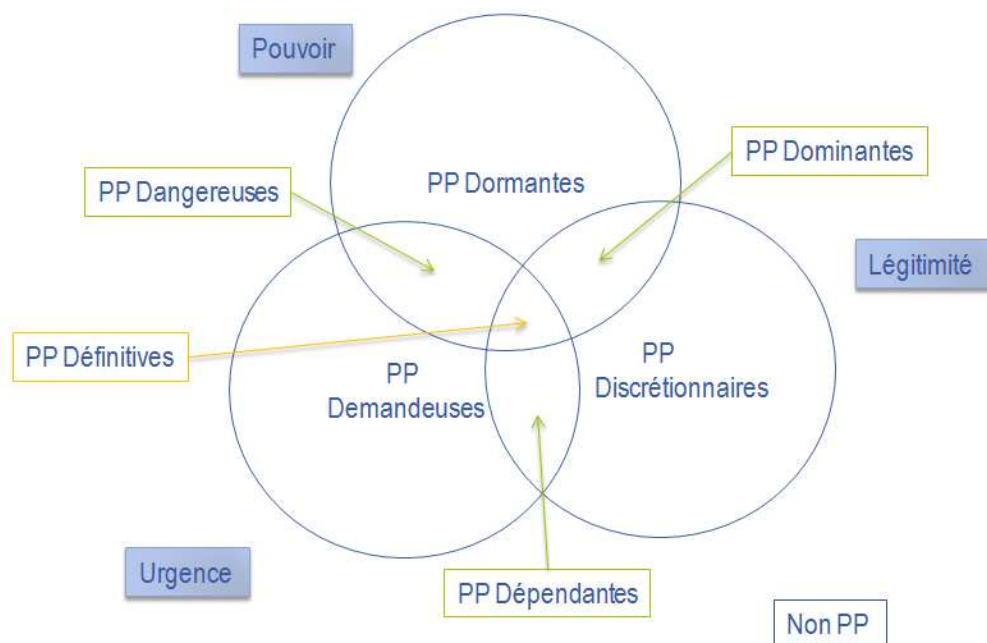 Pouvoir
PP Dominantes
PP Dangereuses
PP Dormantes
Légitimité
PP Définitives
PP
Demandeuses
PP
Discrétionnaires
Urgence
PP Dépendantes
Non PP